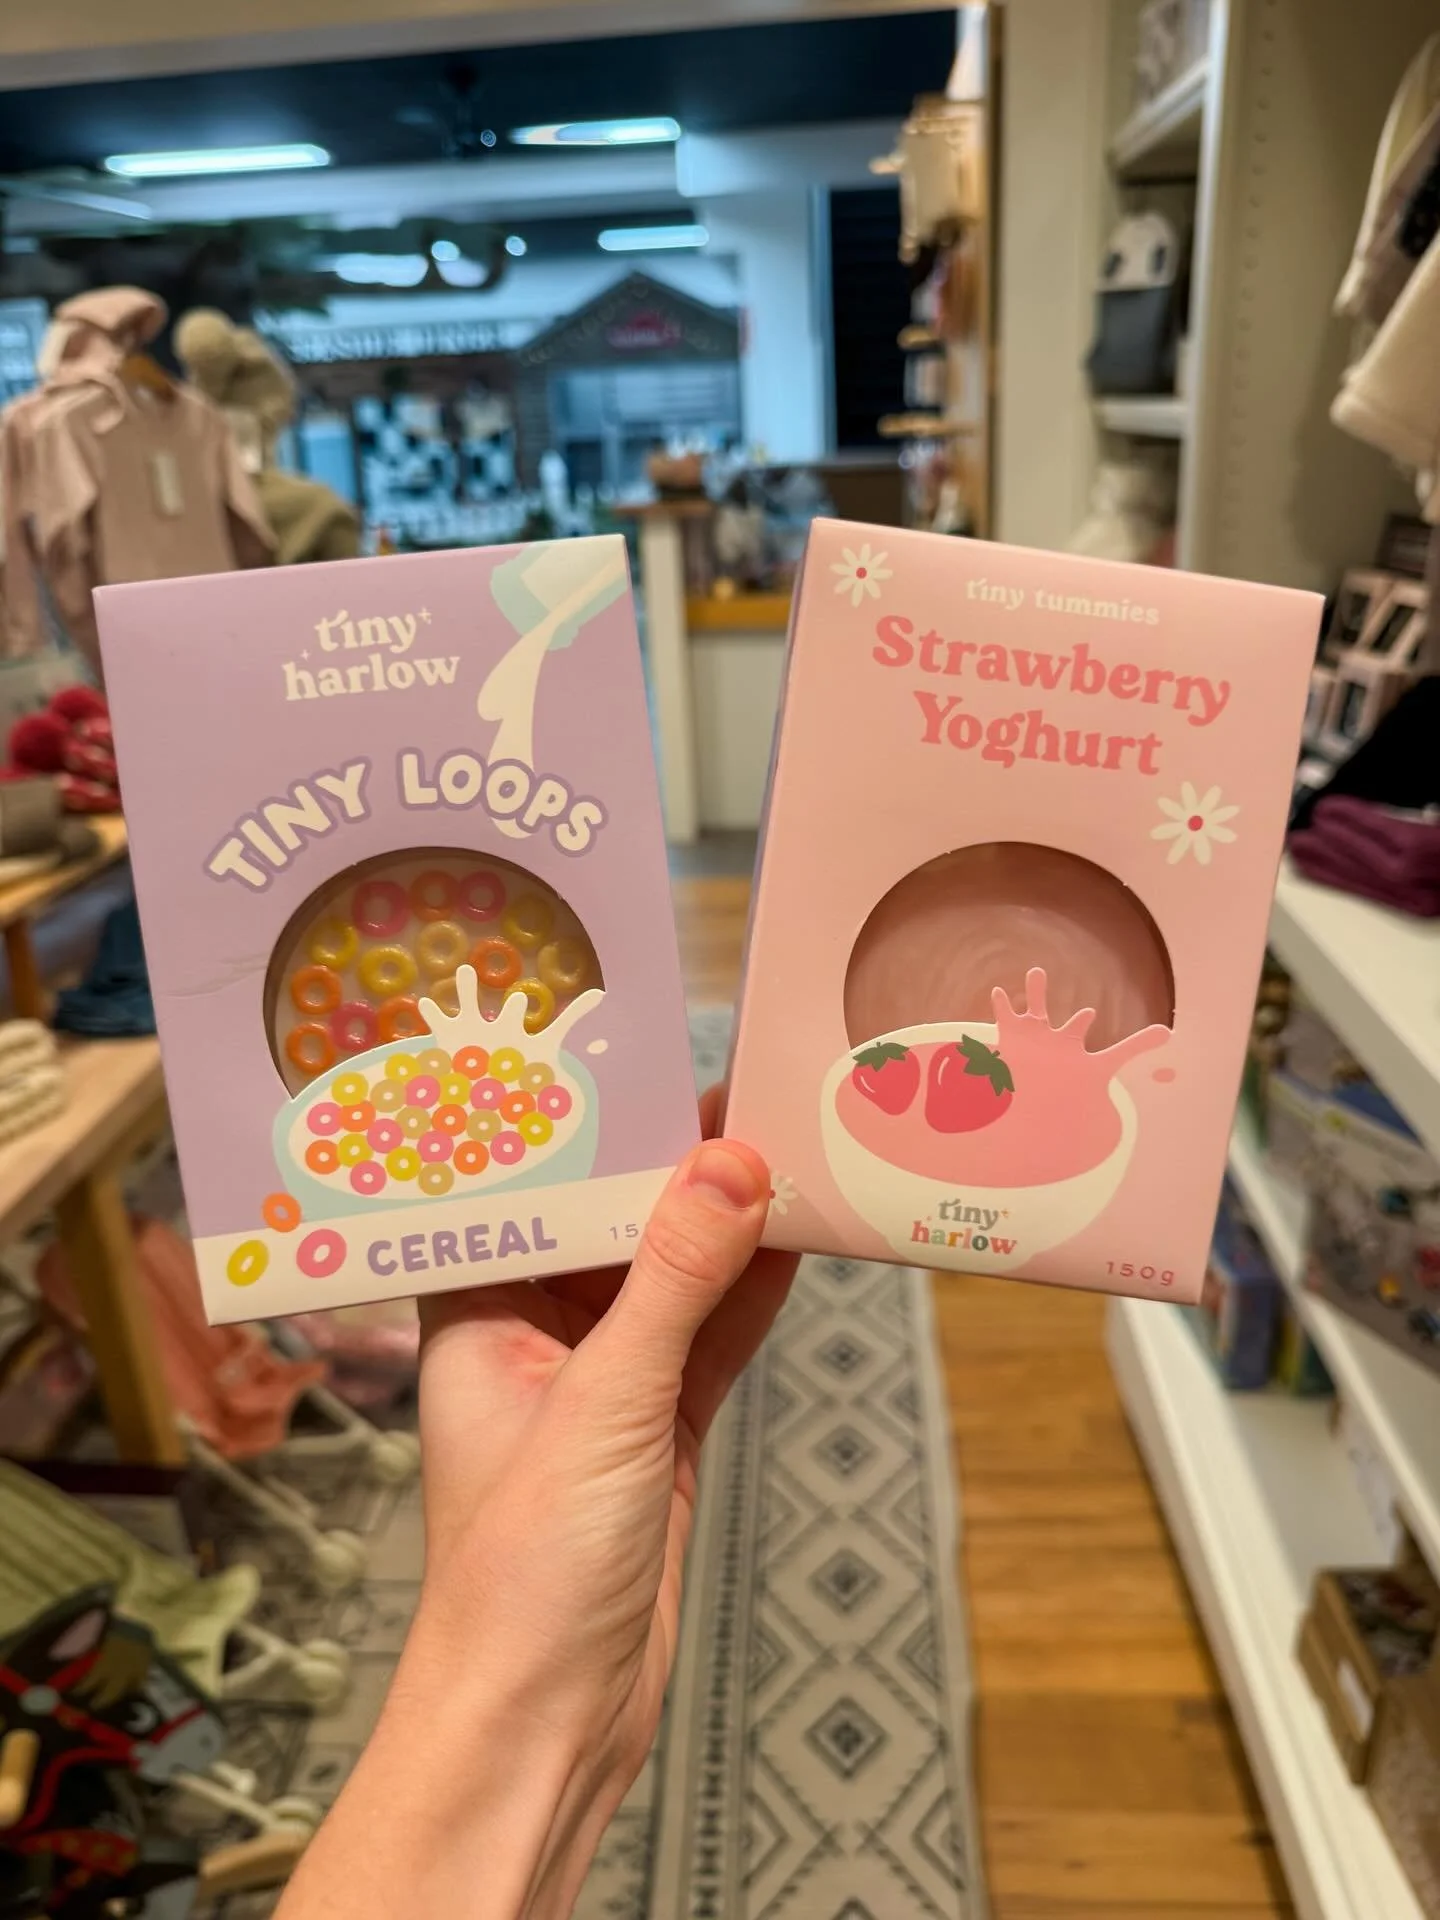 tiny
harlow
TINY LOOPS
CEREAL
tiny tummies
Strawberry
Yoghurt
tiny
harlow
150g